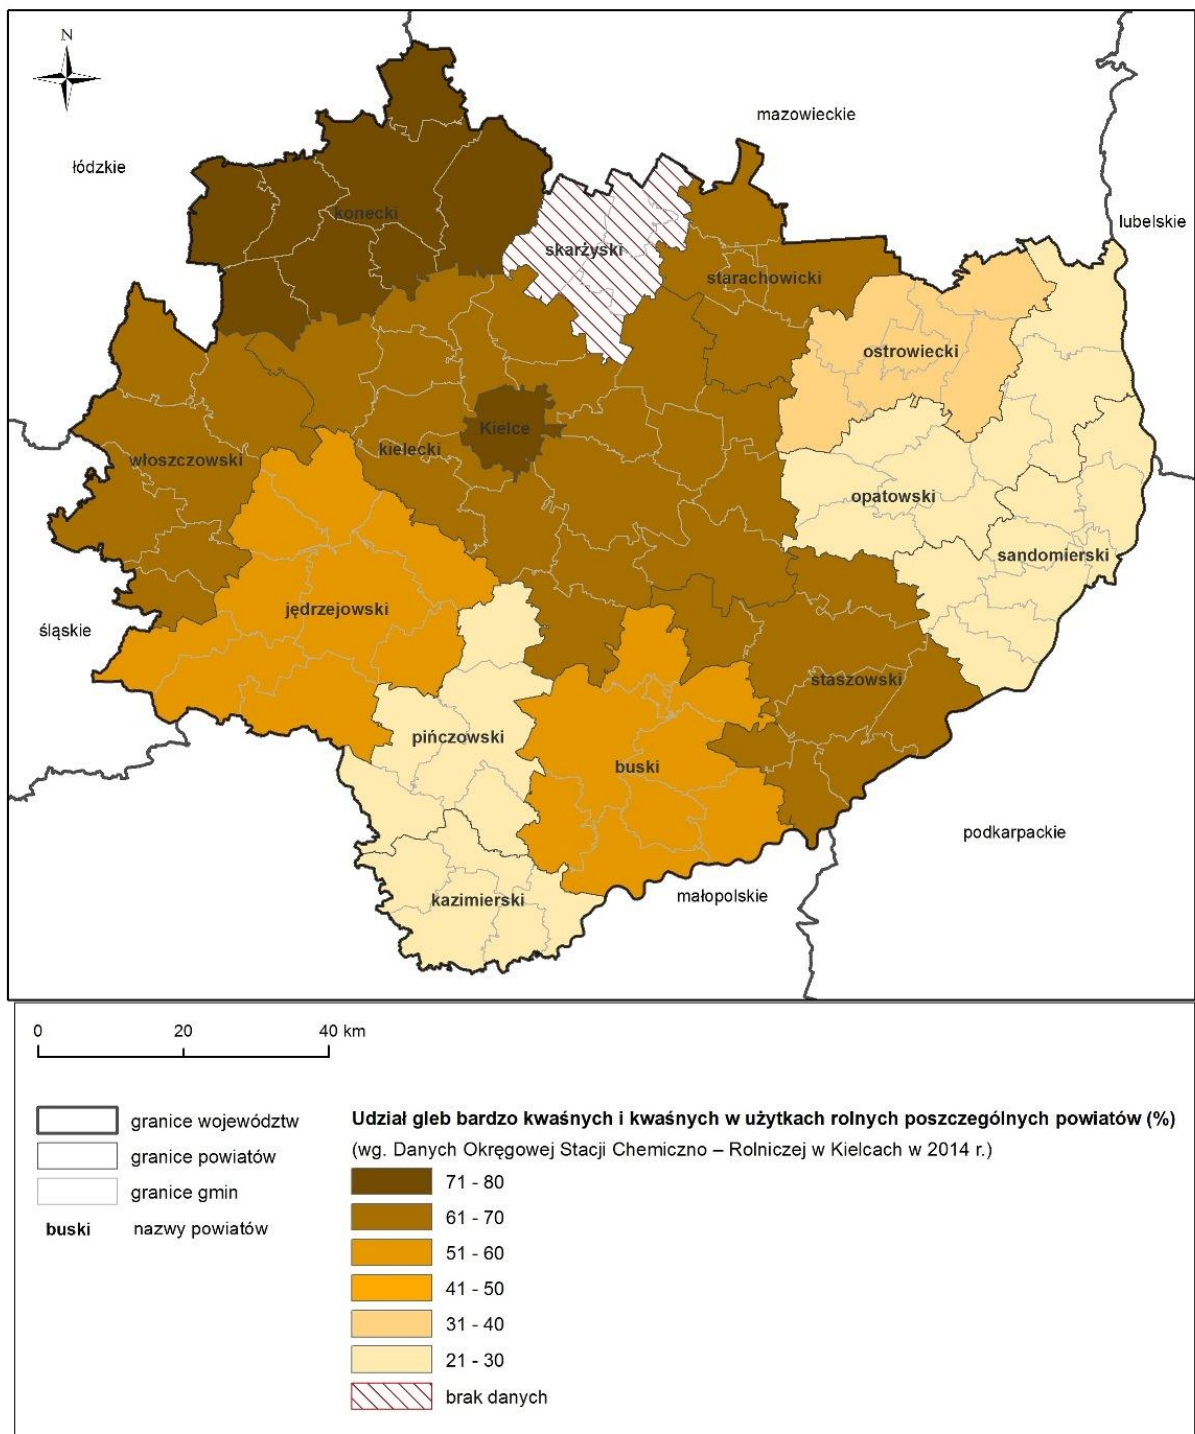 N
mazowieckie
łódzkie
konecki
lubelskie
skarżyski
starachowicki
ostrowiecki
Kielce
kielecki
włoszczowski
opatowski
sandomierski
jędrzejowski
śląskie
staszowski
pińczowski
buski
podkarpackie
małopolskie
kazimierski
0 20 40 km
granice województw
granice powiatów
granice gmin
buski nazwy powiatów
Udział gleb bardzo kwaśnych i kwaśnych w użytkach rolnych poszczególnych powiatów (%)
(wg. Danych Okręgowej Stacji Chemiczno – Rolniczej w Kielcach w 2014 r.)
71 - 80
61 - 70
51 - 60
41 - 50
31 - 40
21 - 30
brak danych